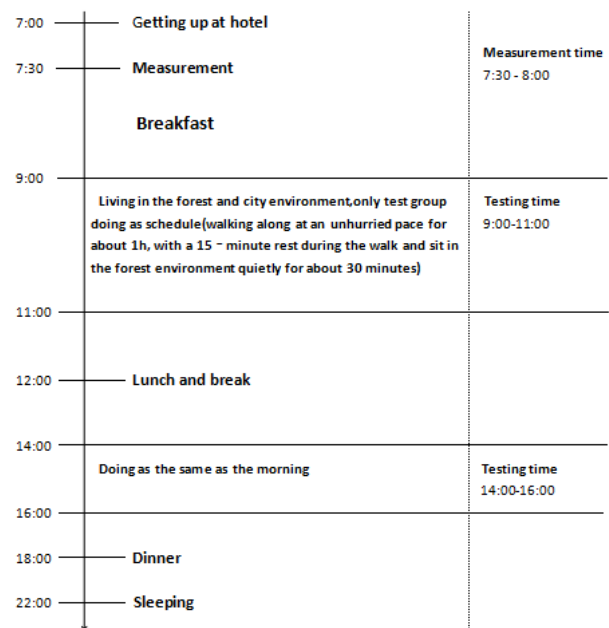 7:00 Getting up at hotel
Measurement time
7:30 Measurement 7:30 - 8:00
Breakfast
9:00
Living in the forest and city environment,only test group Testing time
doing as schedule(walking along at an unhurried pace for 9:00-11:00
about 1h, with a 15 – minute rest during the walk and sit in
the forest environment quietly for about 30 minutes)
11:00
12:00 Lunch and break
14:00
Doing as the same as the morning Testing time
14:00-16:00
16:00
18:00 Dinner
22:00 Sleeping